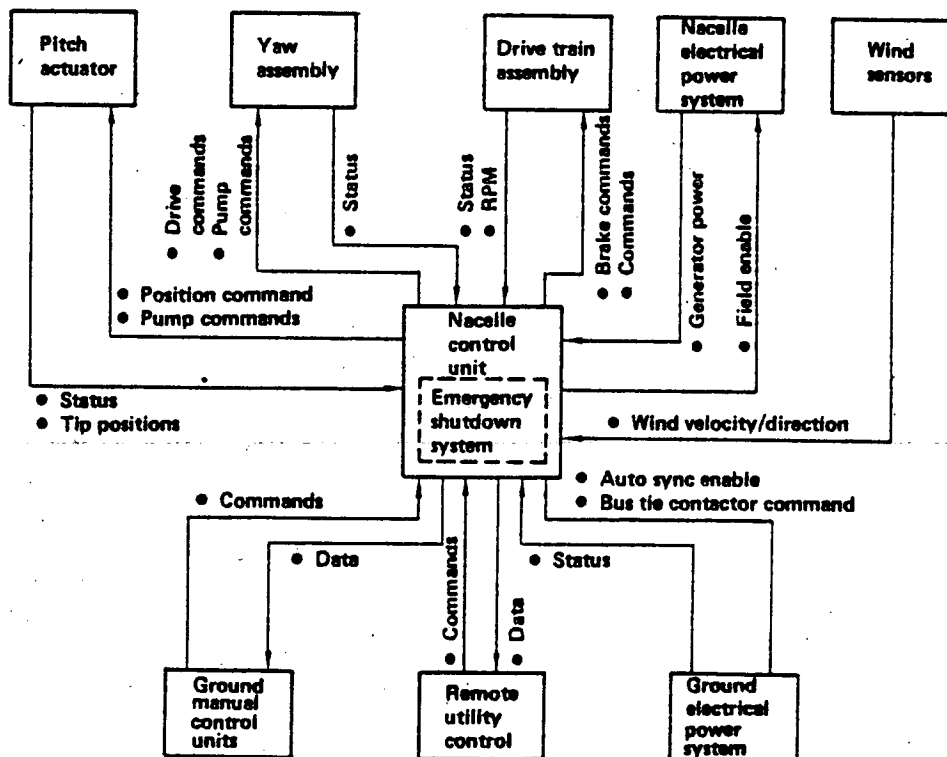 Pitch
actuator
Yaw
assembly
Drive train
assembly
Nacelle
electrical
power
system
Wind
sensors
● Drive
commands
● Pump
commands
● Status
● Status
● RPM
● Brake commands
● Commands
● Generator power
● Field enable
● Position command
● Pump commands
Nacelle
control
unit
Emergency
shutdown
system
● Status
● Tip positions
● Wind velocity/direction
● Auto sync enable
● Bus tie contactor command
● Commands
● Data
● Commands
● Data
● Status
Ground
manual
control
units
Remote
utility
control
Ground
electrical
power
system